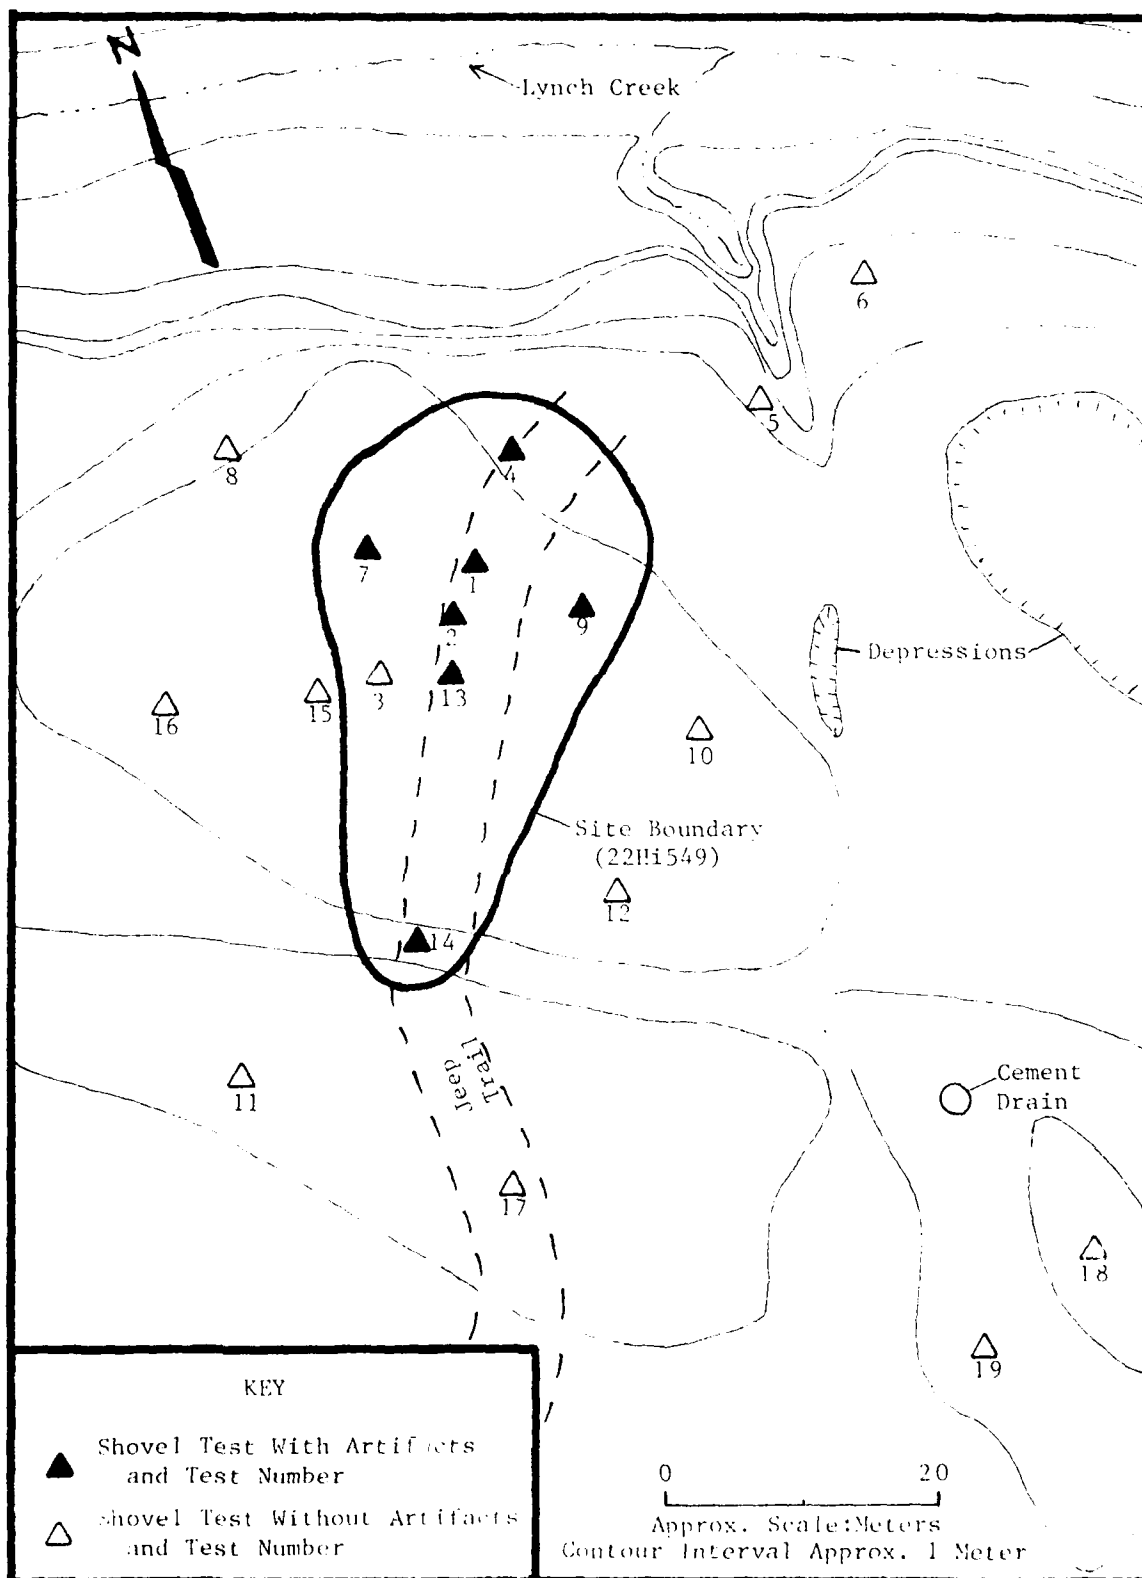 N
Lynch Creek
6
5
8
4
7
1
2
9
3
13
15
16
10
Depressions
Site Boundary
(22Hi549)
12
14
Jeep
Trail
11
Cement
Drain
17
18
19
KEY
Shovel Test With Artifacts
and Test Number
Shovel Test Without Artifacts
and Test Number
0 20
Approx. Scale:Meters
Contour Interval Approx. 1 Meter